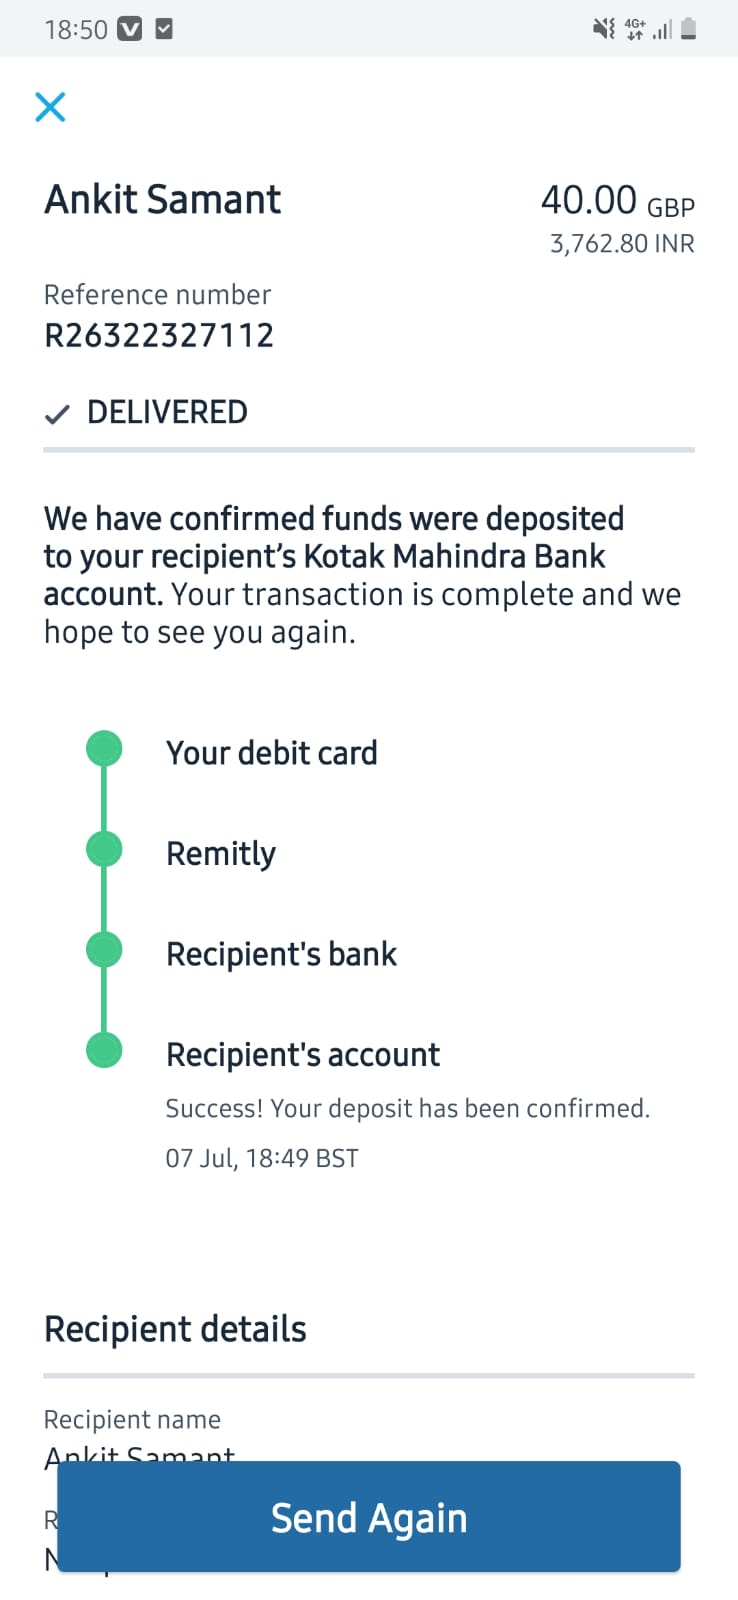 18:50
4G+
Ankit Samant
40.00 GBP
3,762.80 INR
Reference number
R26322327112
DELIVERED
We have confirmed funds were deposited
to your recipient’s Kotak Mahindra Bank
account. Your transaction is complete and we
hope to see you again.
Your debit card
Remitly
Recipient's bank
Recipient's account
Success! Your deposit has been confirmed.
07 Jul, 18:49 BST
Recipient details
Recipient name
Ankit Samant
Send Again